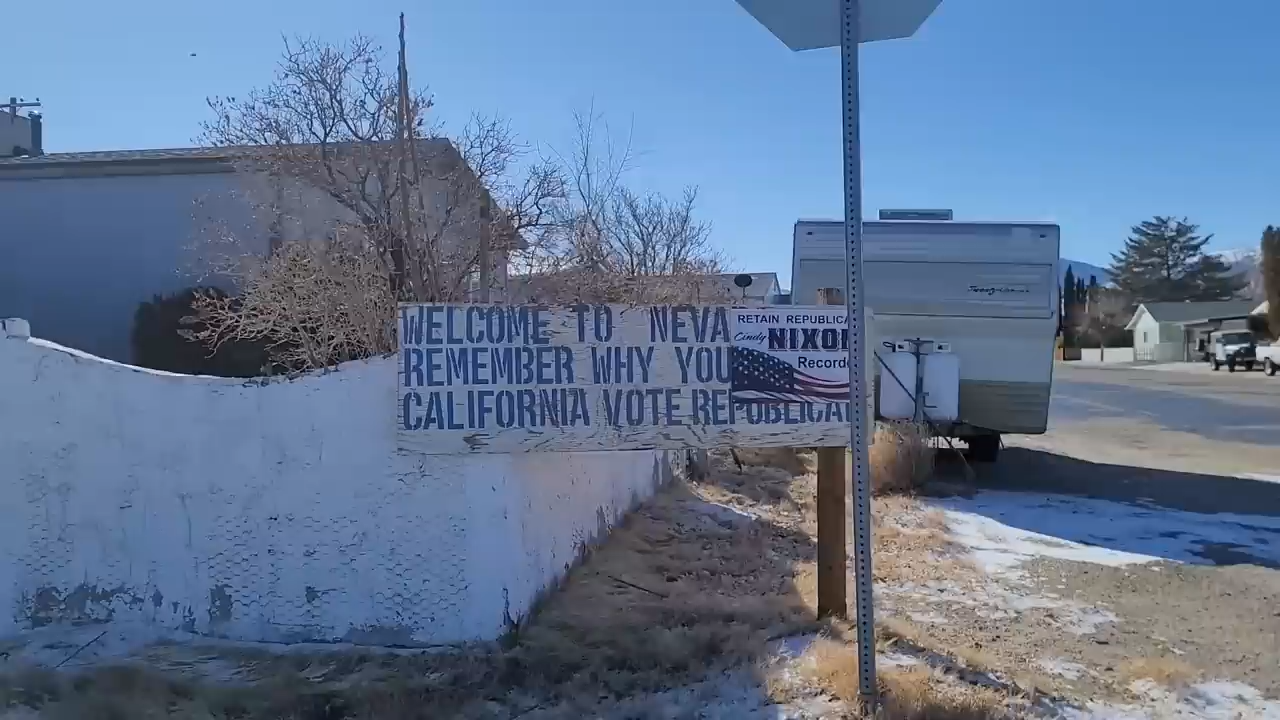 WELCOME TO NEVA
REMEMBER WHY YOU
CALIFORNIA VOTE REPUBLICA
RETAIN REPUBLICA
Cindy NIXO
Recorde